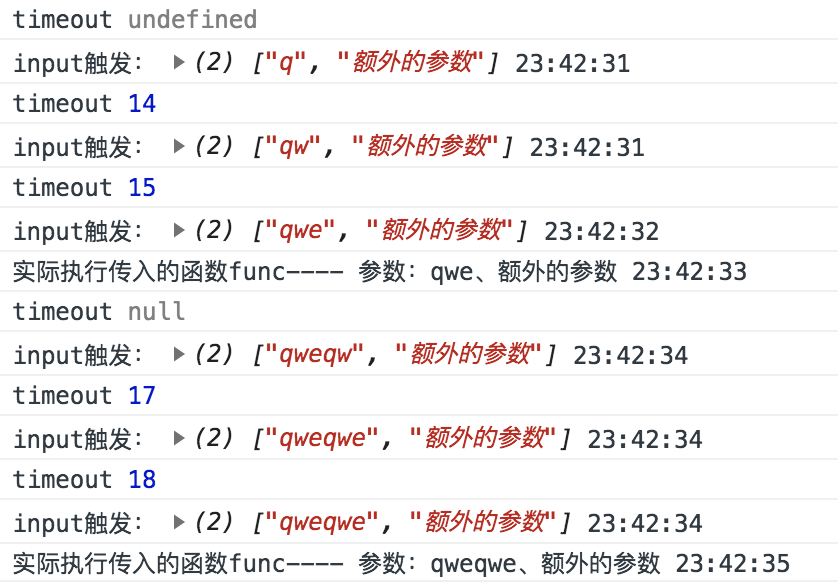 timeout undefined
input触发： ▶ (2) ["q", "额外的参数"] 23:42:31
timeout 14
input触发： ▶ (2) ["qw", "额外的参数"] 23:42:31
timeout 15
input触发： ▶ (2) ["qwe", "额外的参数"] 23:42:32
实际执行传入的函数func---- 参数：qwe、额外的参数 23:42:33
timeout null
input触发： ▶ (2) ["qweqw", "额外的参数"] 23:42:34
timeout 17
input触发： ▶ (2) ["qweqwe", "额外的参数"] 23:42:34
timeout 18
input触发： ▶ (2) ["qweqwe", "额外的参数"] 23:42:34
实际执行传入的函数func---- 参数：qweqwe、额外的参数 23:42:35